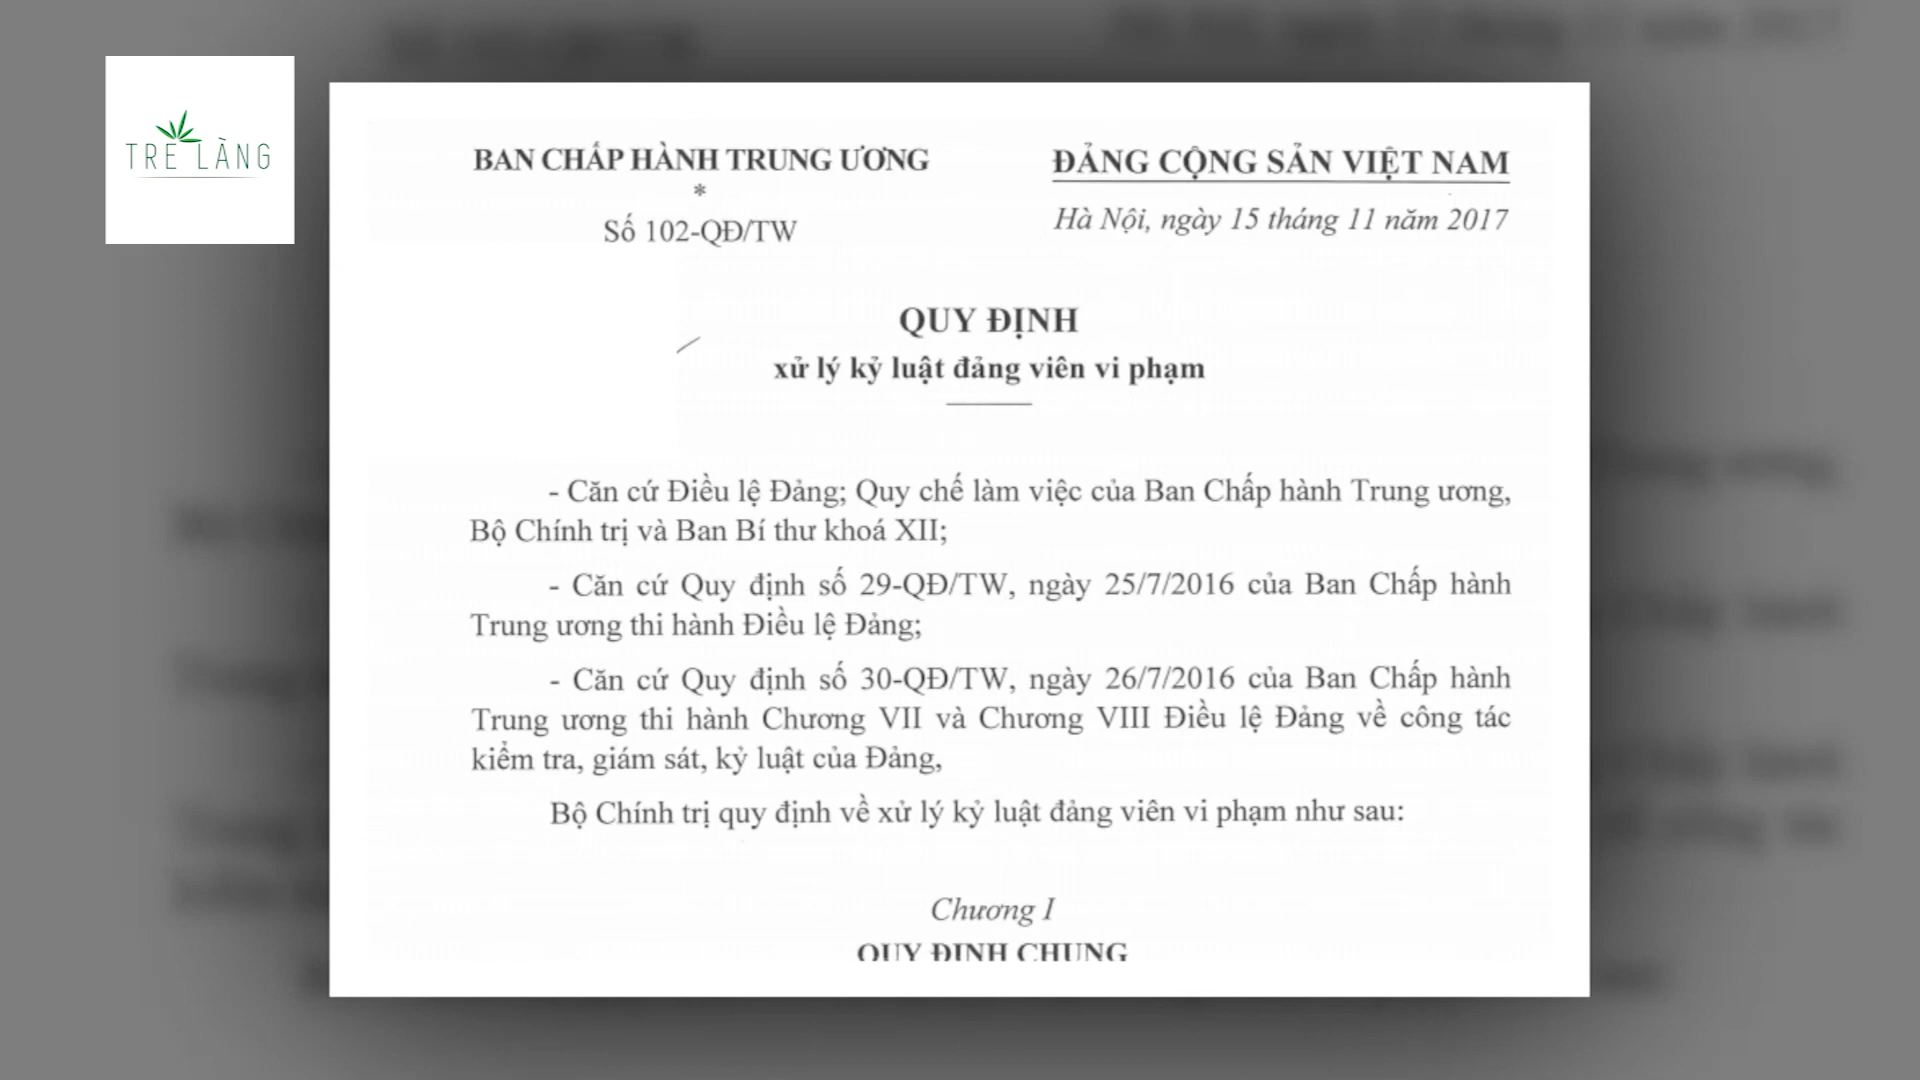 TRE LÀNG
BAN CHẤP HÀNH TRUNG ƯƠNG
*
Số 102-QĐ/TW
ĐẢNG CỘNG SẢN VIỆT NAM
Hà Nội, ngày 15 tháng 11 năm 2017
QUY ĐỊNH
xử lý kỷ luật đảng viên vi phạm
- Căn cứ Điều lệ Đảng; Quy chế làm việc của Ban Chấp hành Trung ương,
Bộ Chính trị và Ban Bí thư khoá XII;
- Căn cứ Quy định số 29-QĐ/TW, ngày 25/7/2016 của Ban Chấp hành
Trung ương thi hành Điều lệ Đảng;
- Căn cứ Quy định số 30-QĐ/TW, ngày 26/7/2016 của Ban Chấp hành
Trung ương thi hành Chương VII và Chương VIII Điều lệ Đảng về công tác
kiểm tra, giám sát, kỷ luật của Đảng,
Bộ Chính trị quy định về xử lý kỷ luật đảng viên vi phạm như sau:
Chương I
QUY ĐỊNH CHUNG